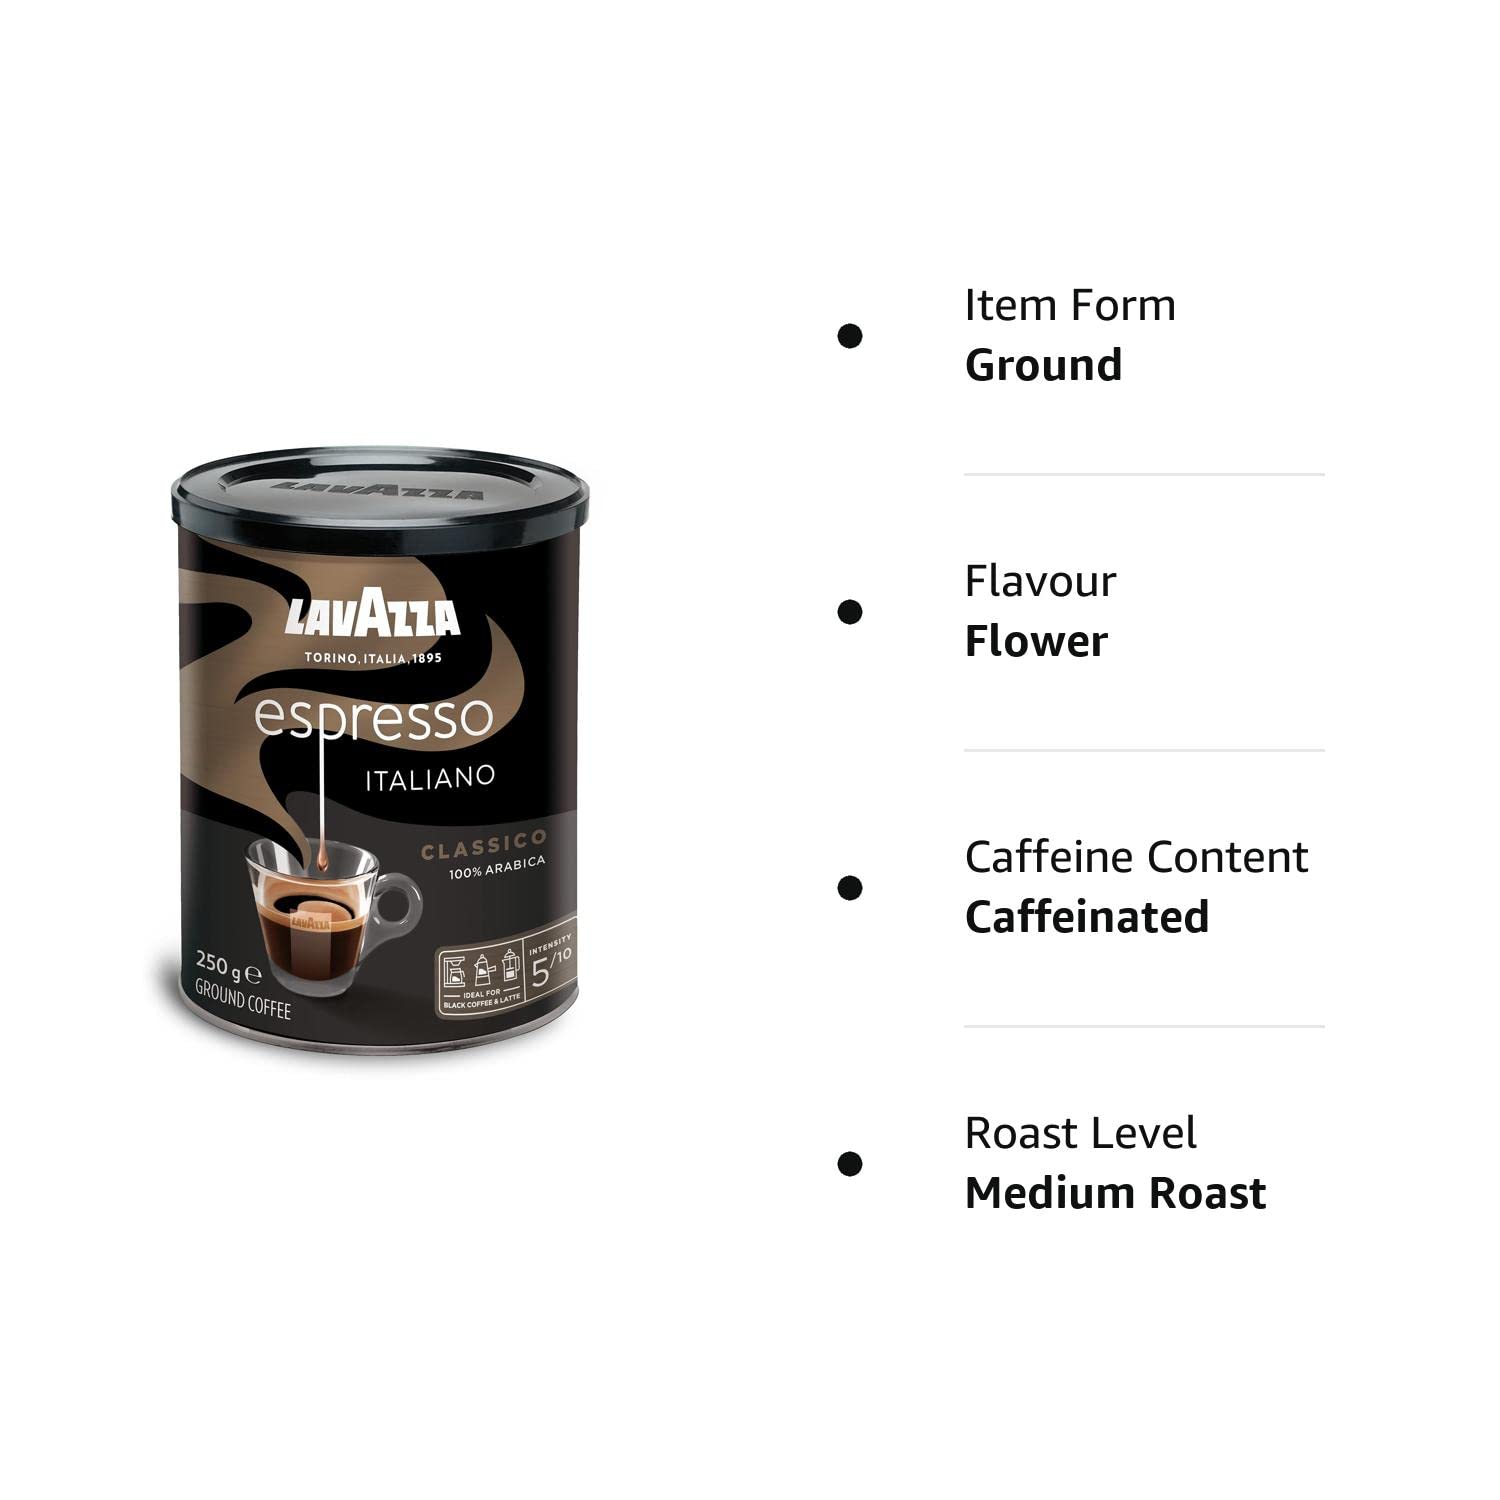 LAVAZZA
LAVAZZA
TORINO, ITALIA, 1895
espresso
ITALIANO
CLASSICO
100% ARABICA
LAVAZZA
250 g ℮
GROUND COFFEE
IDEAL FOR
BLACK COFFEE & LATTE
INTENSITY
5/10
Item Form
Ground
Flavour
Flower
Caffeine Content
Caffeinated
Roast Level
Medium Roast